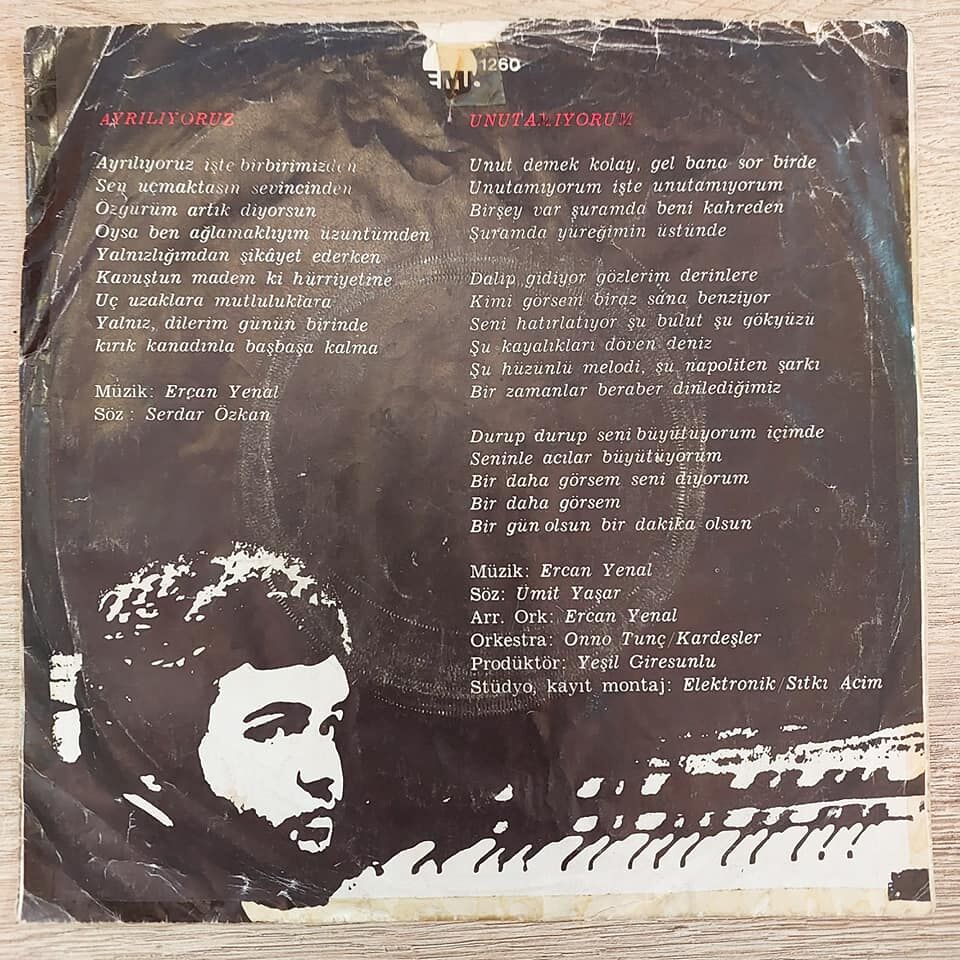 EMI. 1260
AYRILIYORUZ
Ayrılıyoruz işte birbirimizden
Sen uçmaktasın sevincinden
Özgürüm artık diyorsun
Oysa ben ağlamaklıyım üzüntümden
Yalnızlığımdan şikâyet ederken
Kavuştun madem ki hürriyetine
Uç uzaklara mutluluklara
Yalnız, dilerim günün birinde
kırık kanadınla başbaşa kalma
Müzik: Erçan Yenal
Söz : Serdar Özkan
UNUTAMIYORUM
Unut demek kolay, gel bana sor birde
Unutamıyorum işte unutamıyorum
Birşey var şuramda beni kahreden
Şuramda yüreğimin üstünde
Dalıp gidiyor gözlerim derinlere
Kimi görsem biraz sana benziyor
Seni hatırlatıyor şu bulut şu gökyüzü
Şu kayalıkları döven deniz
Şu hüzünlü melodi, şu napoliten şarkı
Bir zamanlar beraber dinlediğimiz
Durup durup seni büyütüyorum içimde
Seninle acılar büyütüyorum
Bir daha görsem seni diyorum
Bir daha görsem
Bir gün olsun bir dakika olsun
Müzik: Ercan Yenal
Söz: Ümit Yaşar
Arr. Ork: Ercan Yenal
Orkestra: Onno Tunç/Kardeşler
Prodüktör: Yeşil Giresunlu
Stüdyo, kayıt montaj: Elektronik/Sıtkı Acim